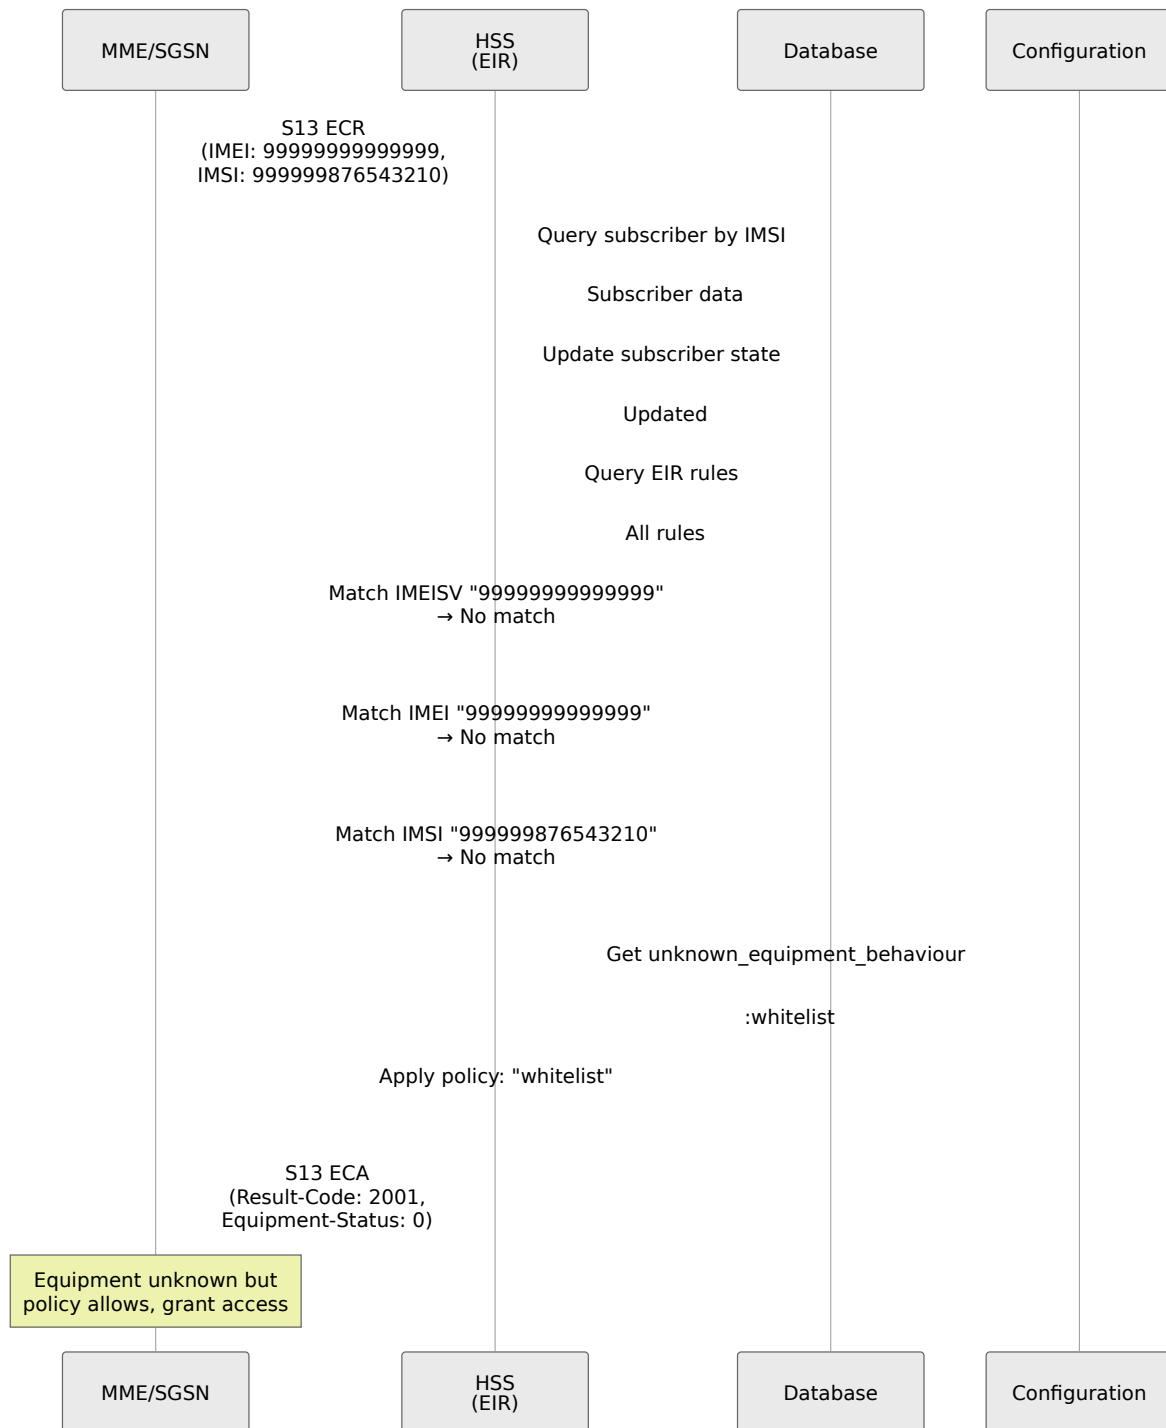 MME/SGSN
HSS
(EIR)
Database
Configuration
S13 ECR
(IMEI: 99999999999999,
IMSI: 999999876543210)
Query subscriber by IMSI
Subscriber data
Update subscriber state
Updated
Query EIR rules
All rules
Match IMEISV "99999999999999"
→ No match
Match IMEI "99999999999999"
→ No match
Match IMSI "999999876543210"
→ No match
Get unknown_equipment_behaviour
:whitelist
Apply policy: "whitelist"
S13 ECA
(Result-Code: 2001,
Equipment-Status: 0)
Equipment unknown but
policy allows, grant access
MME/SGSN
HSS
(EIR)
Database
Configuration